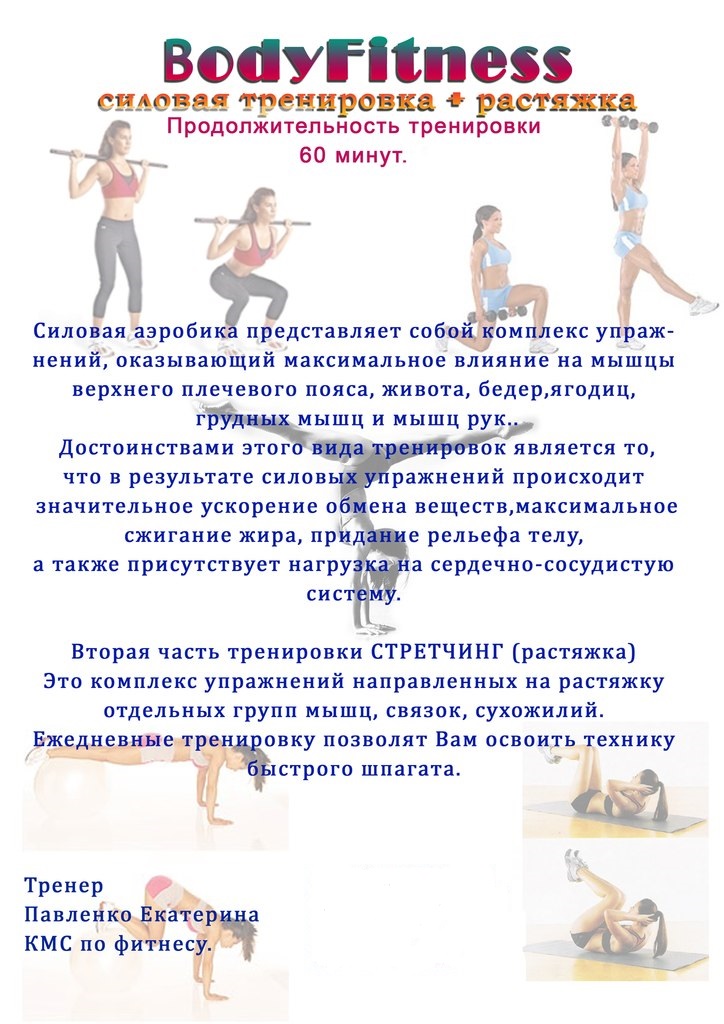 BodyFitness
силовая тренировка + растяжка
Продолжительность тренировки
60 минут.
Силовая аэробика представляет собой комплекс упраж-
нений, оказывающий максимальное влияние на мышцы
верхнего плечевого пояса, живота, бедер,ягодиц,
грудных мышц и мышц рук..
Достоинствами этого вида тренировок является то,
что в результате силовых упражнений происходит
значительное ускорение обмена веществ,максимальное
сжигание жира, придание рельефа телу,
а также присутствует нагрузка на сердечно-сосудистую
систему.
Вторая часть тренировки СТРЕТЧИНГ (растяжка)
Это комплекс упражнений направленных на растяжку
отдельных групп мышц, связок, сухожилий.
Ежедневные тренировку позволят Вам освоить технику
быстрого шпагата.
Тренер
Павленко Екатерина
КМС по фитнесу.